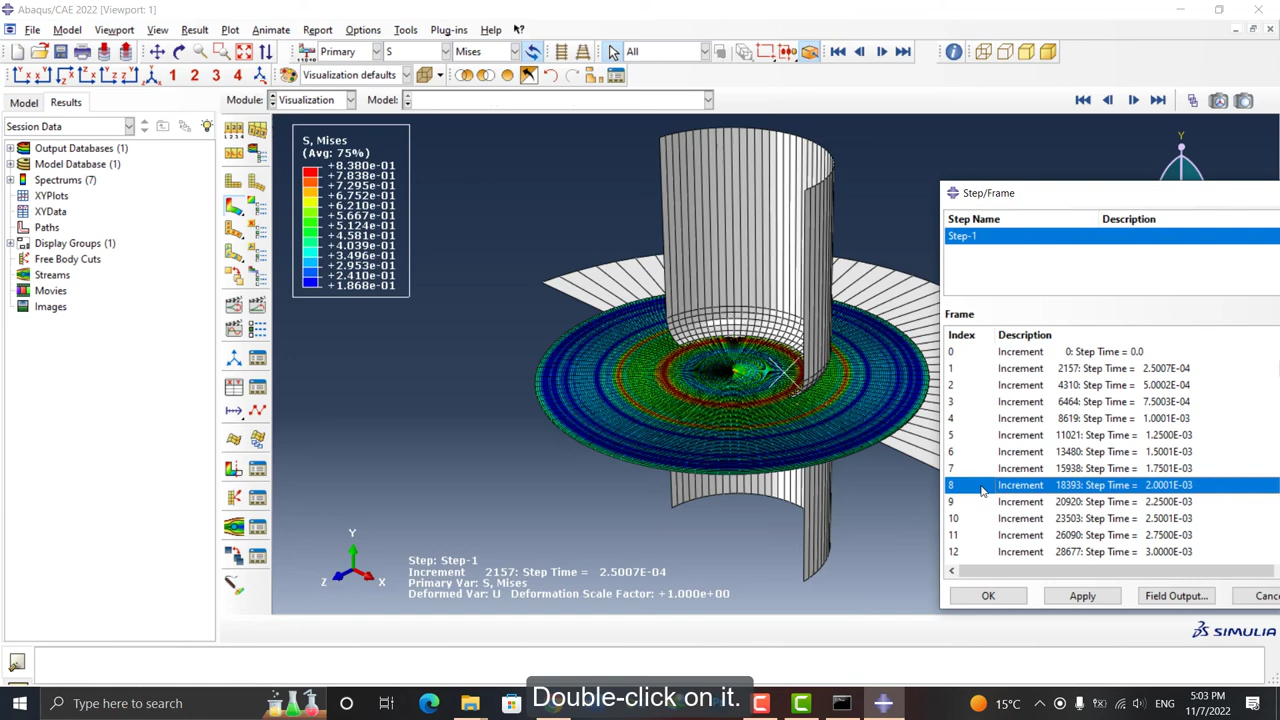 Abaqus/CAE 2022 [Viewport: 1]
File Model Viewport View Result Plot Animate Report Options Tools Plug-ins Help
Primary S Mises All
Visualization defaults
Model Results Module: Visualization Model:
Session Data
Output Databases (1)
Model Database (1)
Spectrums (7)
XYPlots
XYData
Paths
Display Groups (1)
Free Body Cuts
Streams
Movies
Images
S, Mises
(Avg: 75%)
+8.380e-01
+7.838e-01
+7.295e-01
+6.752e-01
+6.210e-01
+5.667e-01
+5.124e-01
+4.581e-01
+4.039e-01
+3.496e-01
+2.953e-01
+2.410e-01
+1.868e-01
Y
Y
Z X
Step: Step-1
Increment 2157: Step Time = 2.5007E-04
Primary Var: S, Mises
Deformed Var: U Deformation Scale Factor: +1.000e+00
Step/Frame
Step Name Description
Step-1
Frame
Index Description
0 Increment 0: Step Time = 0.0
1 Increment 2157: Step Time = 2.5007E-04
2 Increment 4310: Step Time = 5.0002E-04
3 Increment 6464: Step Time = 7.5003E-04
4 Increment 8619: Step Time = 1.0001E-03
5 Increment 11021: Step Time = 1.2500E-03
6 Increment 13480: Step Time = 1.5001E-03
7 Increment 15938: Step Time = 1.7501E-03
8 Increment 18393: Step Time = 2.0001E-03
9 Increment 20920: Step Time = 2.2500E-03
10 Increment 23503: Step Time = 2.5001E-03
11 Increment 26090: Step Time = 2.7500E-03
12 Increment 28677: Step Time = 3.0000E-03
OK Apply Field Output... Cance
SIMULIA
Double-click on it.
Type here to search
15°C
5:03 PM
11/7/2022